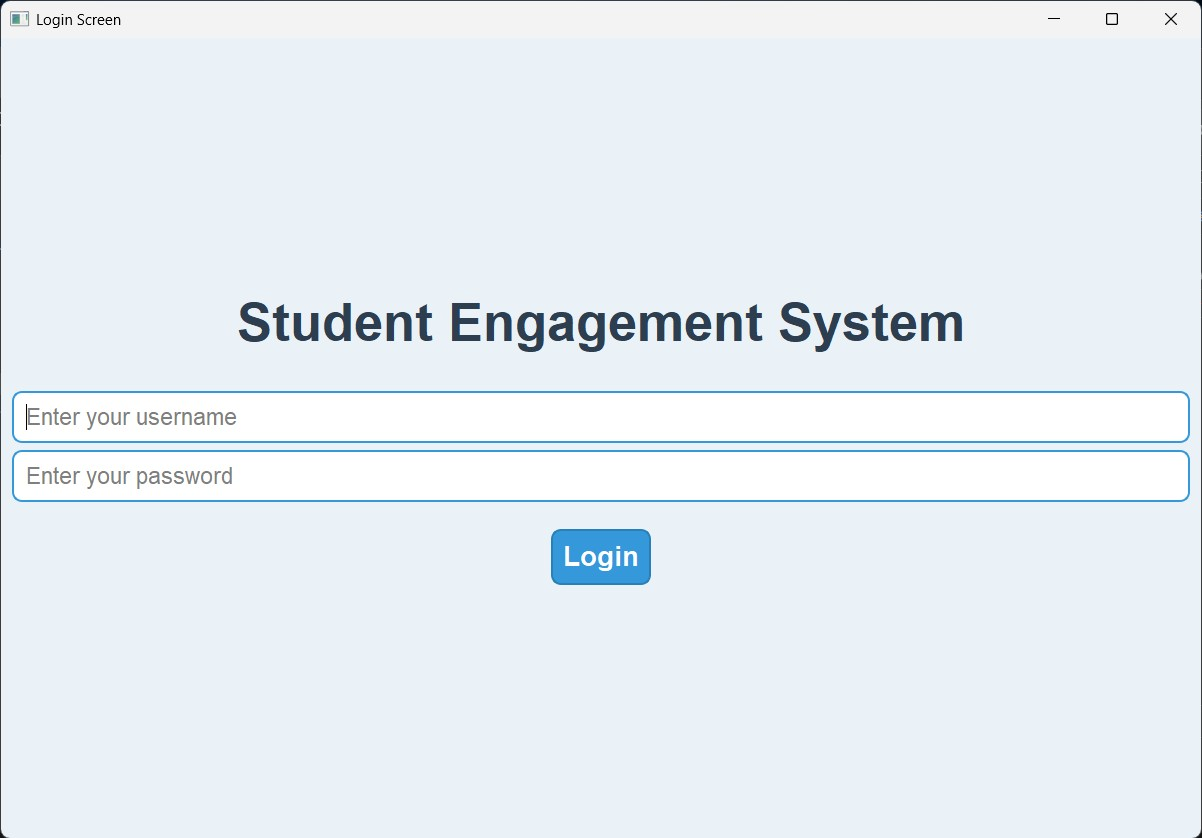 Login Screen
Student Engagement System
Enter your username
Enter your password
Login